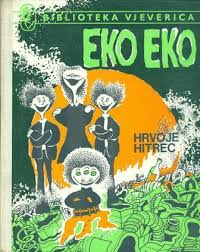 BIBLIOTEKA VJEVERICA
EKO EKO
HRVOJE
HITREC